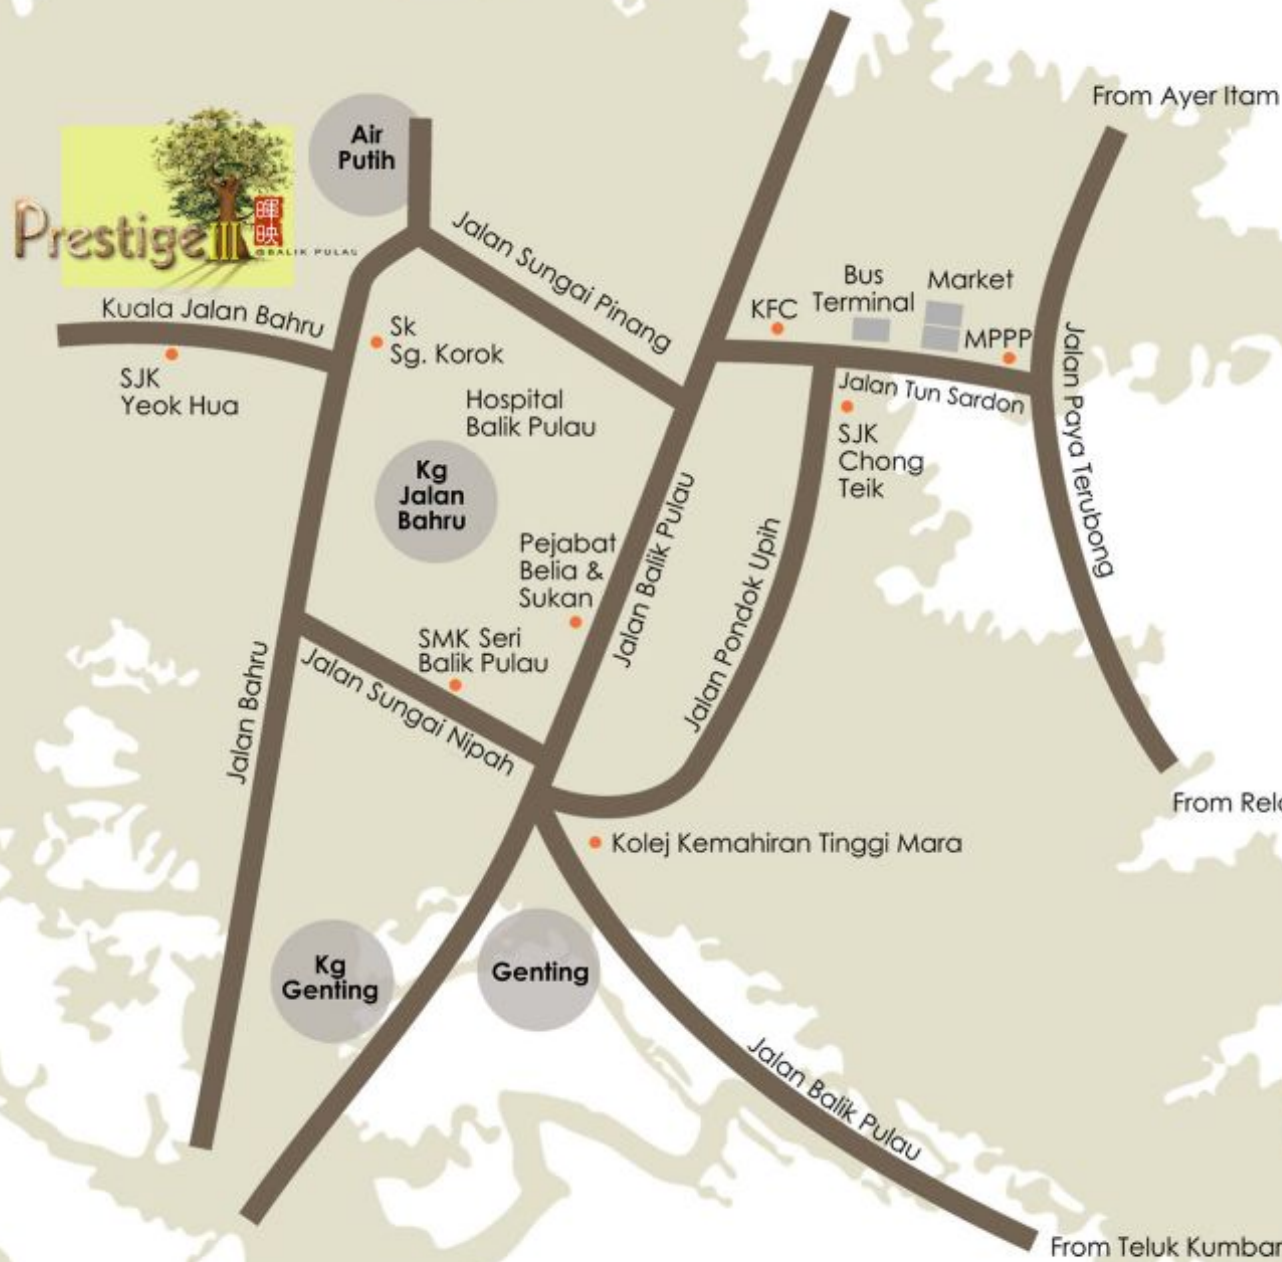 From Ayer Itam
Air
Putih
Prestige III
暉
映
@BALIK PULAU
Jalan Sungai Pinang
Bus
Terminal
Market
KFC
MPPP
Kuala Jalan Bahru
Sk
Sg. Korok
SJK
Yeok Hua
Jalan Tun Sardon
Jalan Paya Terubong
Hospital
Balik Pulau
SJK
Chong
Teik
Kg
Jalan
Bahru
Pejabat
Belia &
Sukan
Jalan Balik Pulau
Jalan Pondok Upih
SMK Seri
Balik Pulau
Jalan Sungai Nipah
Jalan Bahru
From
Kolej Kemahiran Tinggi Mara
Kg
Genting
Genting
Jalan Balik Pulau
From Teluk Kumbar